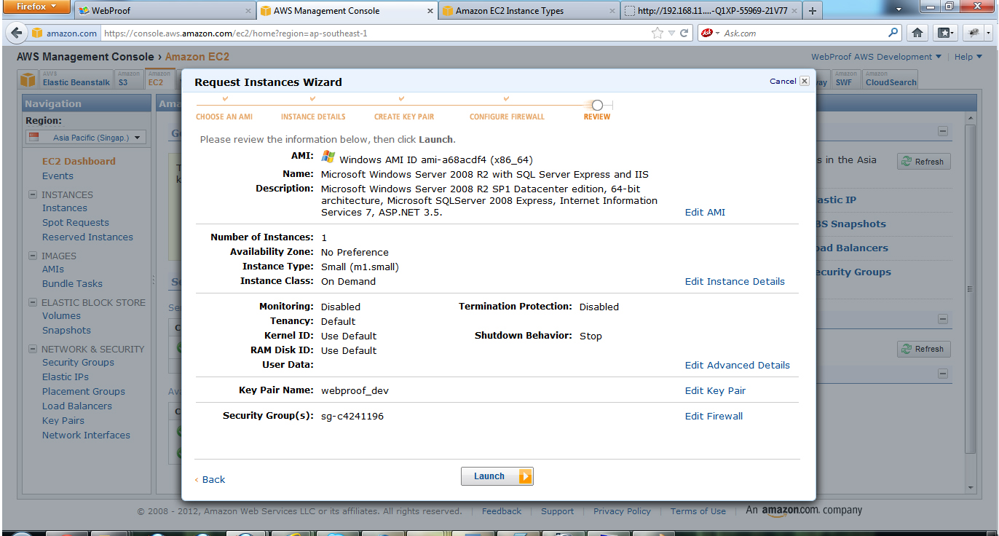 Firefox
WebProof
AWS Management Console
Amazon EC2 Instance Types
http://192.168.11....-Q1XP-55969-21V77
amazon.com
https://console.aws.amazon.com/ec2/home?region=ap-southeast-1
Ask
Ask.com
AWS Management Console › Amazon EC2
WebProof AWS Development
Help
AWS
Elastic Beanstalk
Amazon
S3
Amazon
EC2
Amazon
SWF
Amazon
CloudSearch
Navigation
Region:
Asia Pacific (Singap.)
EC2 Dashboard
Events
INSTANCES
Instances
Spot Requests
Reserved Instances
IMAGES
AMIs
Bundle Tasks
ELASTIC BLOCK STORE
Volumes
Snapshots
NETWORK & SECURITY
Security Groups
Elastic IPs
Placement Groups
Load Balancers
Key Pairs
Network Interfaces
Request Instances Wizard
Cancel
CHOOSE AN AMI
INSTANCE DETAILS
CREATE KEY PAIR
CONFIGURE FIREWALL
REVIEW
Please review the information below, then click Launch.
AMI: Windows AMI ID ami-a68acdf4 (x86_64)
Name: Microsoft Windows Server 2008 R2 with SQL Server Express and IIS
Description: Microsoft Windows Server 2008 R2 SP1 Datacenter edition, 64-bit
architecture, Microsoft SQLServer 2008 Express, Internet Information
Services 7, ASP.NET 3.5.
Edit AMI
Number of Instances: 1
Availability Zone: No Preference
Instance Type: Small (m1.small)
Instance Class: On Demand
Edit Instance Details
Monitoring: Disabled
Termination Protection: Disabled
Tenancy: Default
Kernel ID: Use Default
Shutdown Behavior: Stop
RAM Disk ID: Use Default
User Data:
Edit Advanced Details
Key Pair Name: webproof_dev
Edit Key Pair
Security Group(s): sg-c4241196
Edit Firewall
‹ Back
Launch
s in the Asia
Refresh
astic IP
BS Snapshots
oad Balancers
ecurity Groups
Refresh
© 2008 - 2012, Amazon Web Services LLC or its affiliates. All rights reserved.
Feedback
Support
Privacy Policy
Terms of Use
An amazon.com company